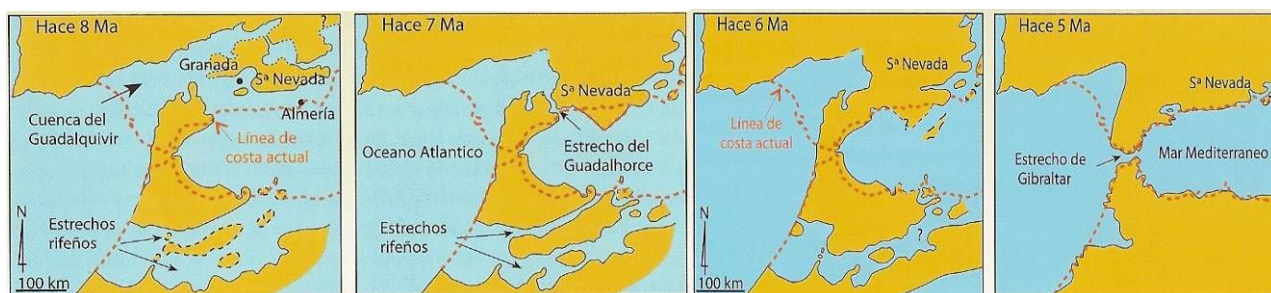 Hace 8 Ma
?
Granada
Sª Nevada
Almería
Cuenca del
Guadalquivir
Línea de
costa actual
Estrechos
rifeños
N
100 km
Hace 7 Ma
Sª Nevada
Oceano Atlantico
Estrecho del
Guadalhorce
Estrechos
rifeños
Hace 6 Ma
Sª Nevada
Línea de
costa actual
?
N
100 km
Hace 5 Ma
Sª Nevada
Estrecho de
Gibraltar
Mar Mediterraneo